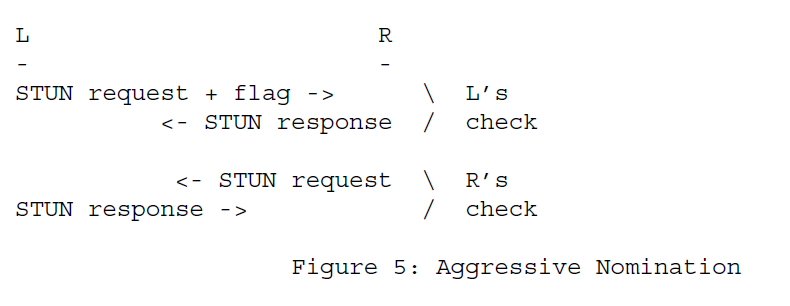 L                        R
-                        -
STUN request + flag ->      \  L's
          <- STUN response  /  check
           <- STUN request  \  R's
STUN response ->            /  check
Figure 5: Aggressive Nomination